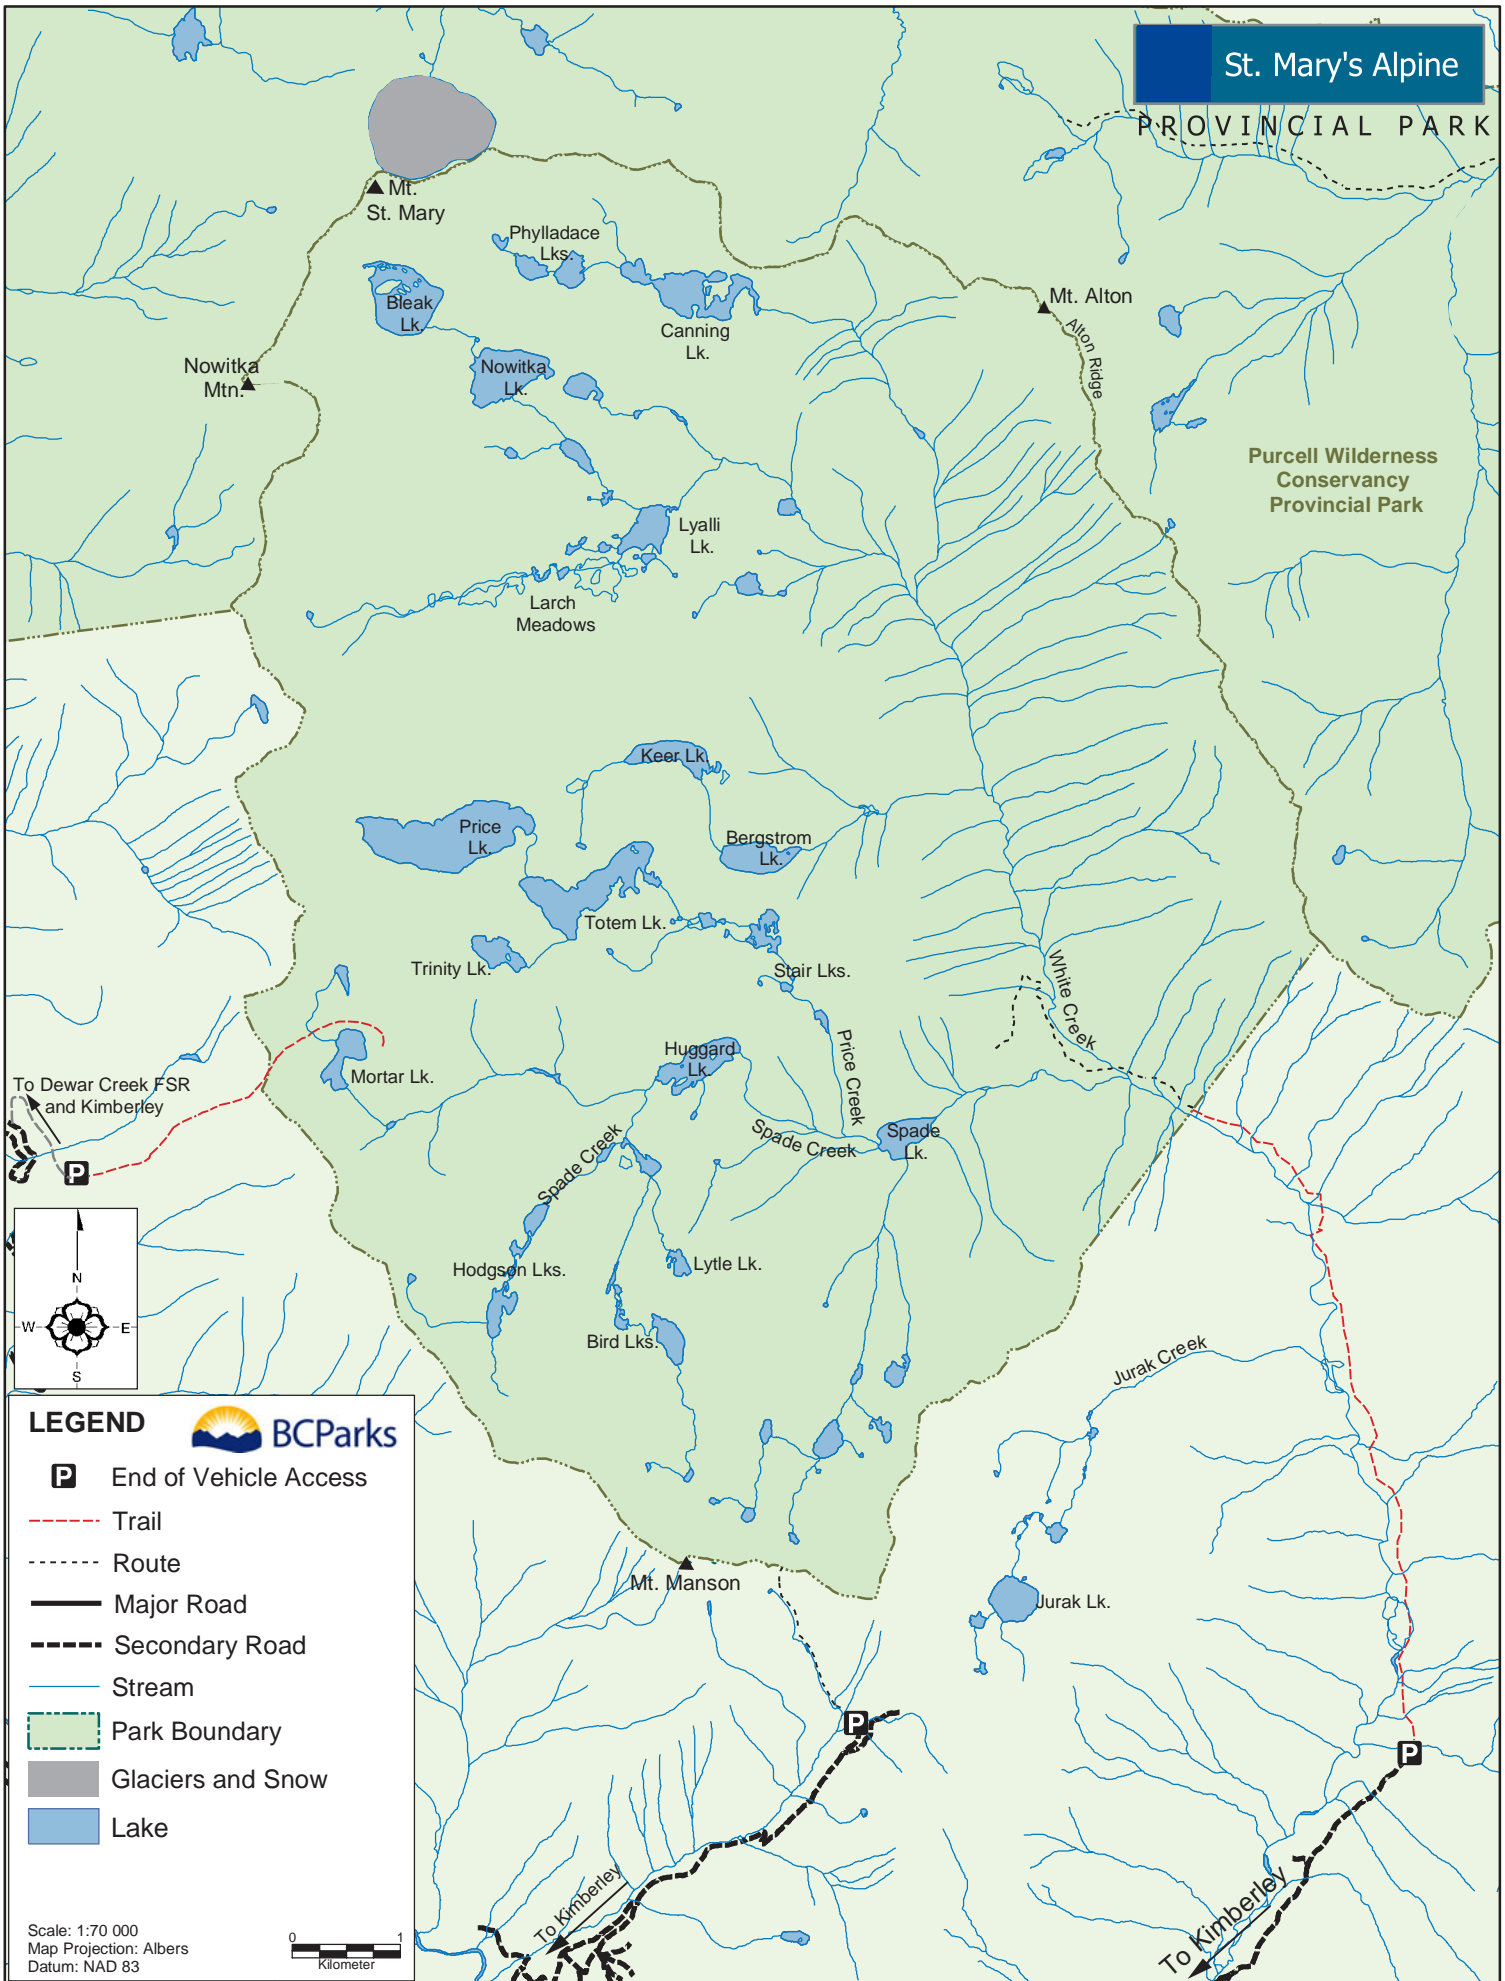 St. Mary's Alpine
PROVINCIAL PARK
Mt.
St. Mary
Phylladace
Lks.
Bleak
Lk.
Canning
Lk.
Mt. Alton
Alton Ridge
Nowitka
Mtn.
Nowitka
Lk.
Purcell Wilderness
Conservancy
Provincial Park
Lyalli
Lk.
Larch
Meadows
Keer Lk.
Price
Lk.
Bergstrom
Lk.
Totem Lk.
Trinity Lk.
Stair Lks.
White Creek
Price Creek
Huggard
Lk.
Mortar Lk.
To Dewar Creek FSR
and Kimberley
P
Spade Creek
Spade Creek
Spade
Lk.
Hodgson Lks.
Lytle Lk.
Bird Lks.
Jurak Creek
N
W
E
S
Mt. Manson
Jurak Lk.
P
P
To Kimberley
To Kimberley
LEGEND
BCParks
P End of Vehicle Access
Trail
Route
Major Road
Secondary Road
Stream
Park Boundary
Glaciers and Snow
Lake
Scale: 1:70 000
Map Projection: Albers
Datum: NAD 83
0 1
Kilometer